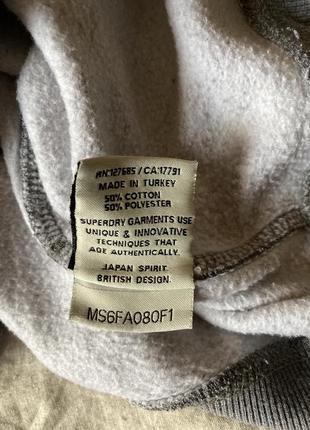 RN:127685 / CA:17791
MADE IN TURKEY
50% COTTON
50% POLYESTER
SUPERDRY GARMENTS USE
UNIQUE & INNOVATIVE
TECHNIQUES THAT
AGE AUTHENTICALLY.
JAPAN SPIRIT.
BRITISH DESIGN.
MS6FA080F1